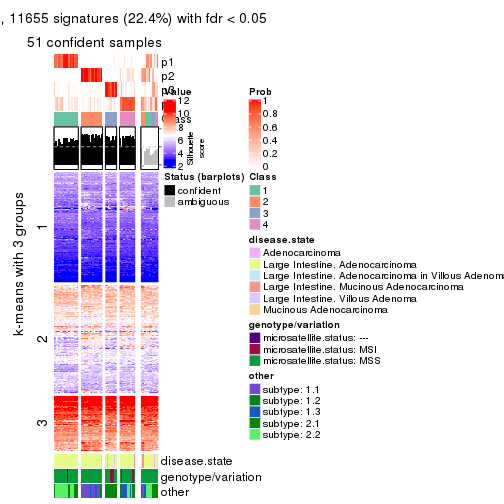 , 11655 signatures (22.4%) with fdr < 0.05
51 confident samples
p1
p2
value
12
10
8
6
4
2
Silhouette
score
Prob
1
0.8
0.6
0.4
0.2
0
Status (barplots)
confident
ambiguous
Class
1
2
3
4
disease.state
Adenocarcinoma
Large Intestine. Adenocarcinoma
Large Intestine. Adenocarcinoma in Villous Adenom
Large Intestine. Mucinous Adenocarcinoma
Large Intestine. Villous Adenoma
Mucinous Adenocarcinoma
genotype/variation
microsatellite.status: ---
microsatellite.status: MSI
microsatellite.status: MSS
other
subtype: 1.1
subtype: 1.2
subtype: 1.3
subtype: 2.1
subtype: 2.2
k-means with 3 groups
1
2
3
disease.state
genotype/variation
other